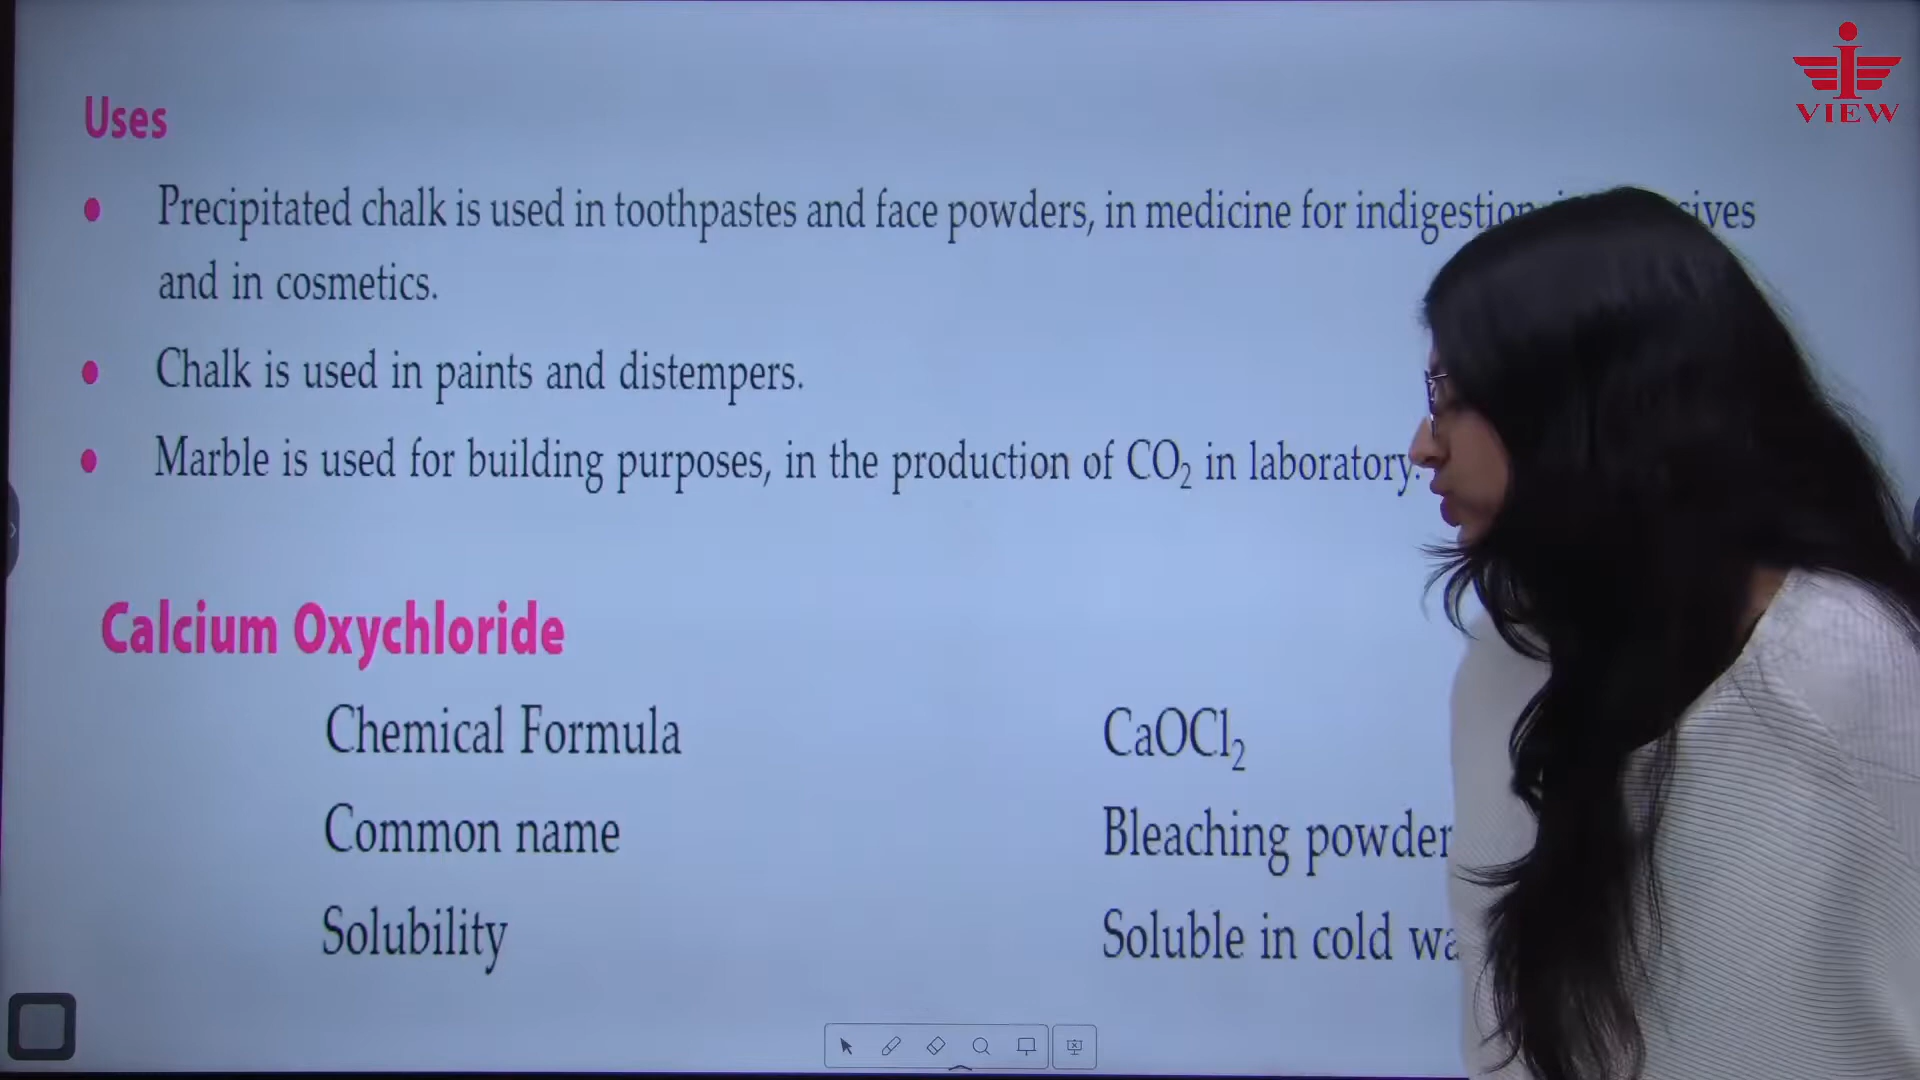 VIEW
Uses
• Precipitated chalk is used in toothpastes and face powders, in medicine for
and in cosmetics.
• Chalk is used in paints and distempers.
• Marble is used for building purposes, in the production of CO₂ in laboratory.
Calcium Oxychloride
Chemical Formula CaOCl₂
Common name Bleaching powder
Solubility Soluble in cold